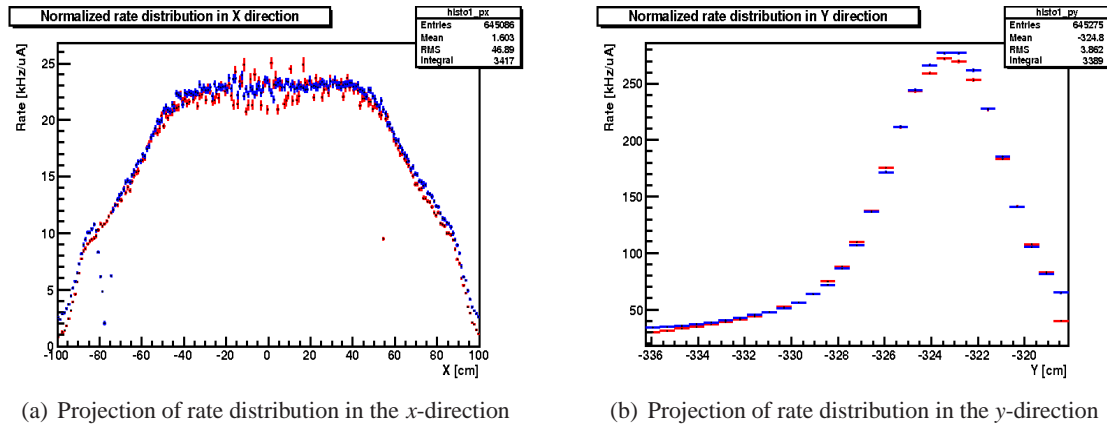 Normalized rate distribution in X direction
histo1_px
Entries 645086
Mean 1.603
RMS 46.89
Integral 3417
Rate [kHz/uA]
25
20
15
10
5
0
-100 -80 -60 -40 -20 0 20 40 60 80 100
X [cm]
Normalized rate distribution in Y direction
histo1_py
Entries 645275
Mean -324.8
RMS 3.862
Integral 3389
Rate [kHz/uA]
250
200
150
100
50
-336 -334 -332 -330 -328 -326 -324 -322 -320
Y [cm]
(a) Projection of rate distribution in the x-direction
(b) Projection of rate distribution in the y-direction